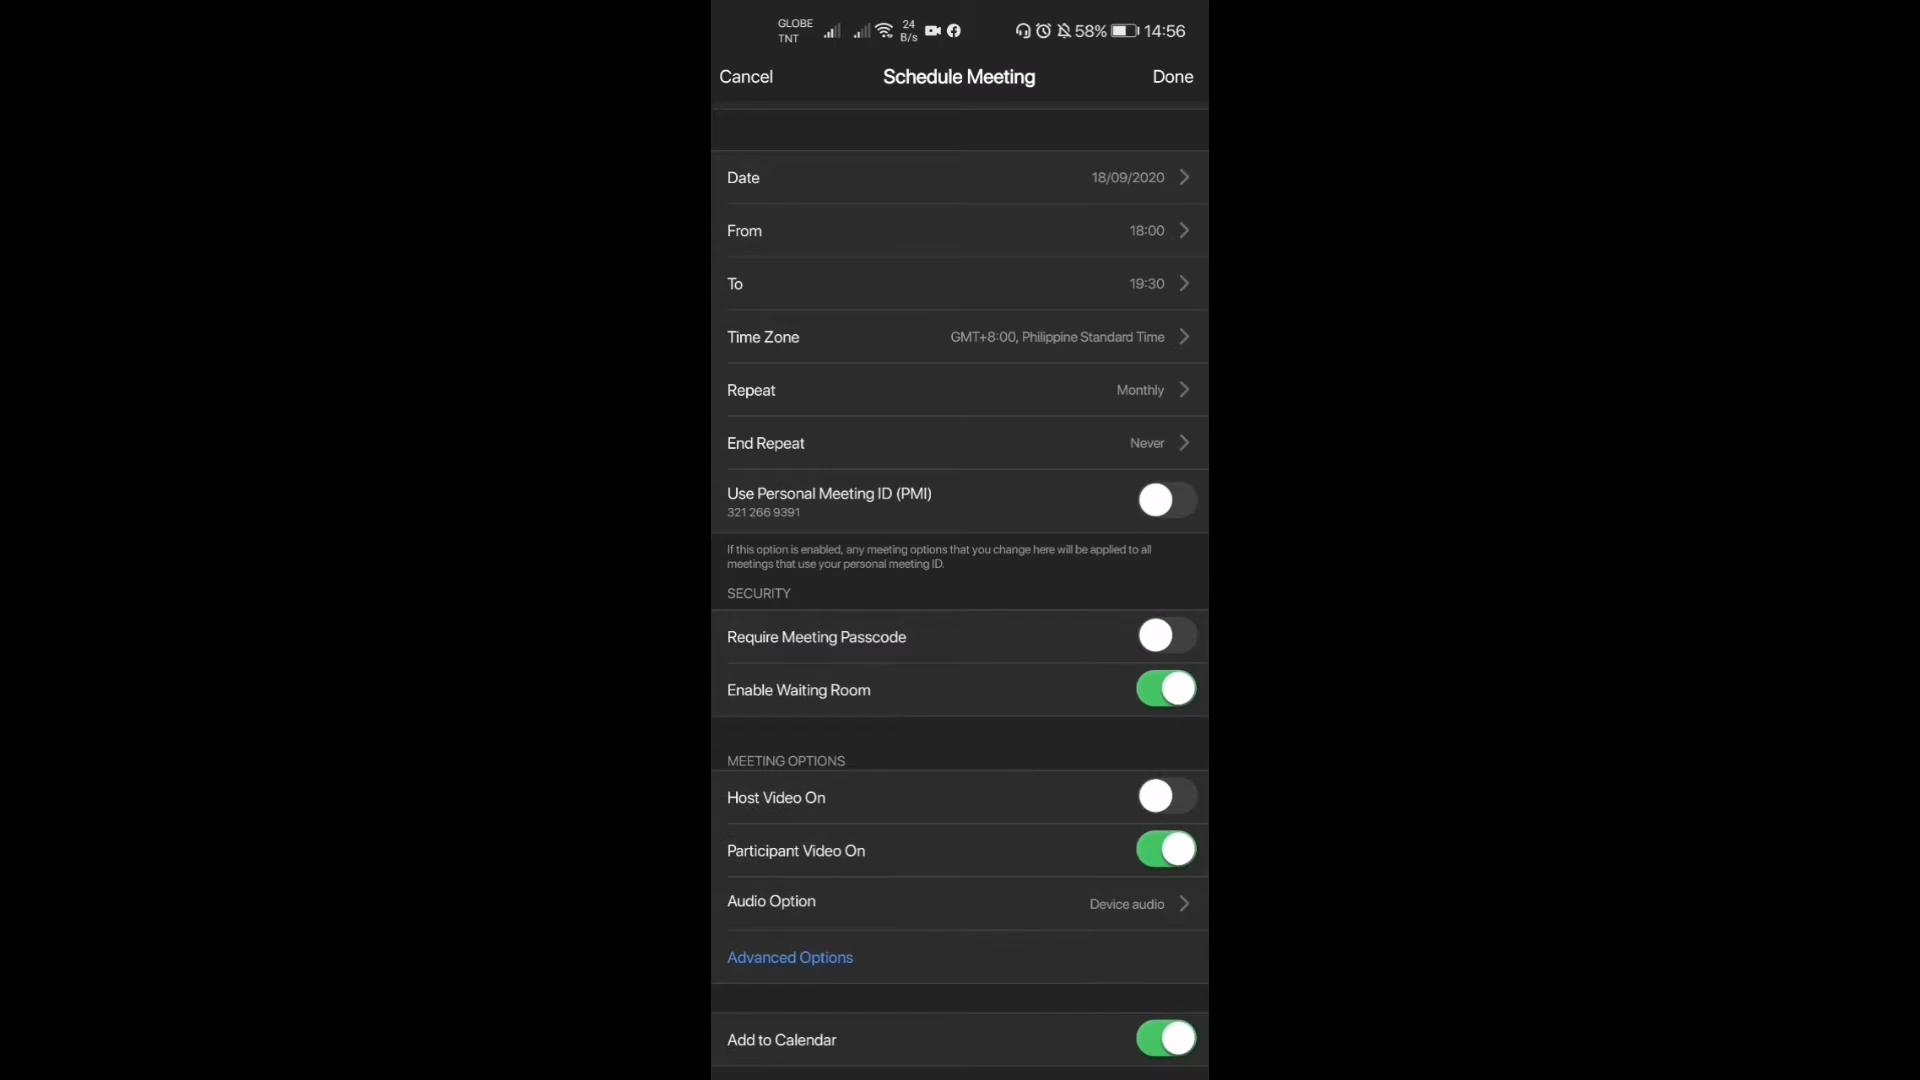 GLOBE
TNT
24
B/s
58%
14:56
Cancel
Schedule Meeting
Done
Date
18/09/2020
From
18:00
To
19:30
Time Zone
GMT+8:00, Philippine Standard Time
Repeat
Monthly
End Repeat
Never
Use Personal Meeting ID (PMI)
321 266 9391
If this option is enabled, any meeting options that you change here will be applied to all
meetings that use your personal meeting ID.
SECURITY
Require Meeting Passcode
Enable Waiting Room
MEETING OPTIONS
Host Video On
Participant Video On
Audio Option
Device audio
Advanced Options
Add to Calendar